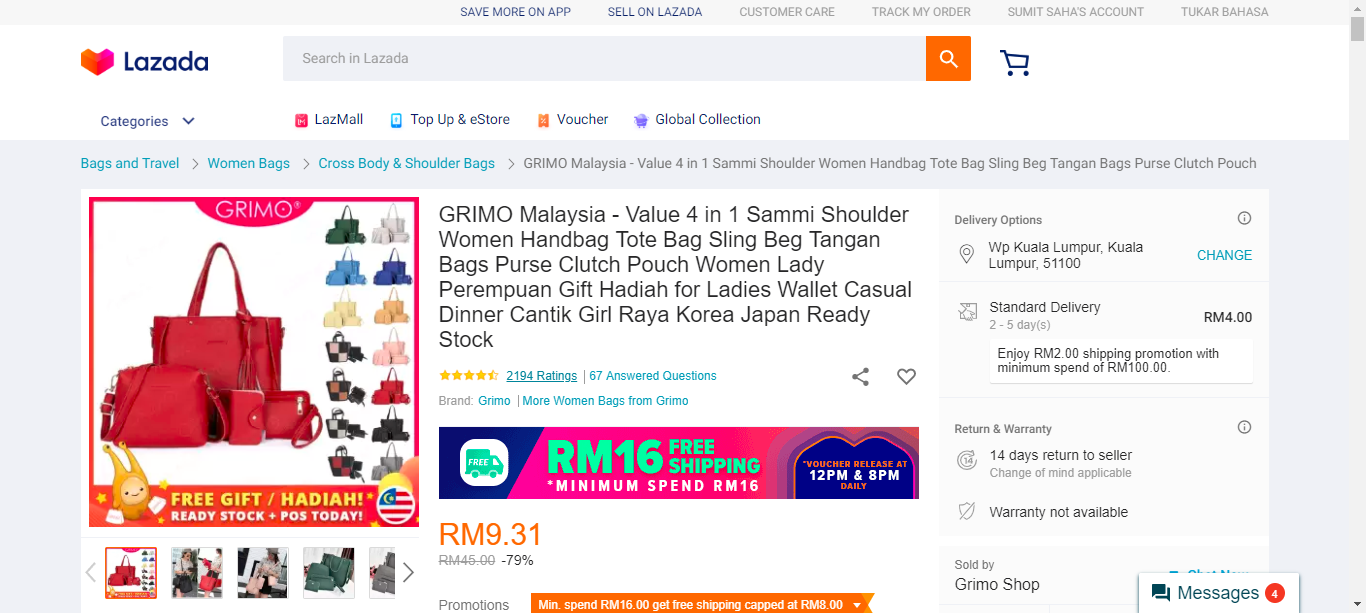 SAVE MORE ON APP
SELL ON LAZADA
CUSTOMER CARE
TRACK MY ORDER
SUMIT SAHA'S ACCOUNT
TUKAR BAHASA
Lazada
Search in Lazada
Categories
LazMall
Top Up & eStore
Voucher
Global Collection
Bags and Travel
Women Bags
Cross Body & Shoulder Bags
GRIMO Malaysia - Value 4 in 1 Sammi Shoulder Women Handbag Tote Bag Sling Beg Tangan Bags Purse Clutch Pouch
GRIMO®
FREE GIFT / HADIAH!*
READY STOCK + POS TODAY!
GRIMO Malaysia - Value 4 in 1 Sammi Shoulder
Women Handbag Tote Bag Sling Beg Tangan
Bags Purse Clutch Pouch Women Lady
Perempuan Gift Hadiah for Ladies Wallet Casual
Dinner Cantik Girl Raya Korea Japan Ready
Stock
2194 Ratings | 67 Answered Questions
Brand: Grimo | More Women Bags from Grimo
FREE
RM16 FREE SHIPPING
*MINIMUM SPEND RM16
*VOUCHER RELEASE AT
12PM & 8PM
DAILY
RM9.31
RM45.00 -79%
Promotions
Min. spend RM16.00 get free shipping capped at RM8.00
Delivery Options
Wp Kuala Lumpur, Kuala
Lumpur, 51100
CHANGE
Standard Delivery
2 - 5 day(s)
RM4.00
Enjoy RM2.00 shipping promotion with
minimum spend of RM100.00.
Return & Warranty
14
14 days return to seller
Change of mind applicable
Warranty not available
Sold by
Grimo Shop
Messages 4